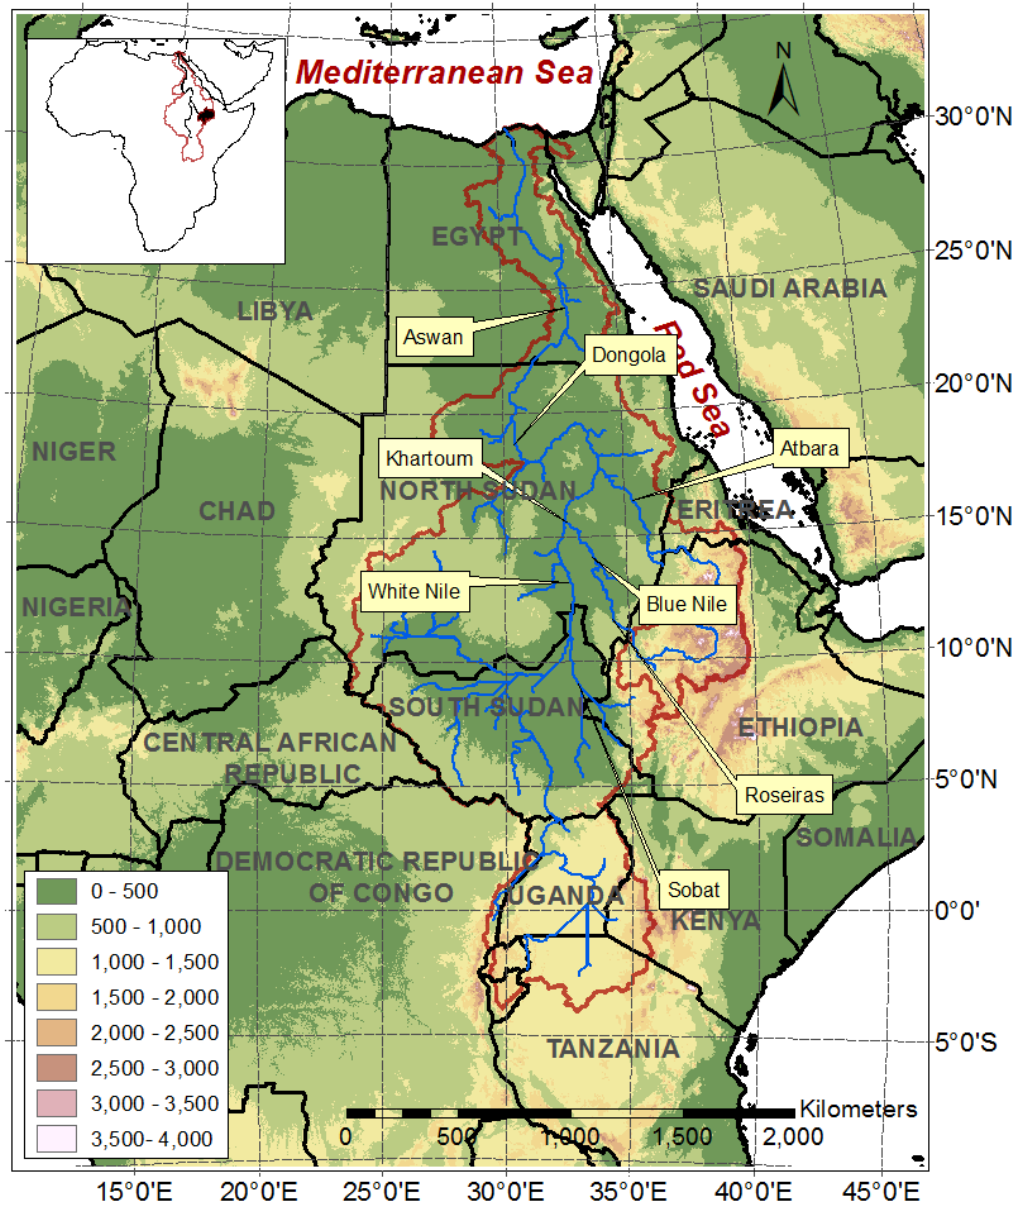 Mediterranean Sea
N
30°0'N
EGYPT
25°0'N
SAUDI ARABIA
LIBYA
Aswan
Dongola
Red Sea
20°0'N
NIGER
Khartoum
Atbara
NORTH SUDAN
CHAD
ERITREA
15°0'N
White Nile
Blue Nile
NIGERIA
10°0'N
SOUTH SUDAN
ETHIOPIA
CENTRAL AFRICAN
REPUBLIC
5°0'N
Roseiras
SOMALIA
DEMOCRATIC REPUBLIC
OF CONGO
UGANDA
Sobat
KENYA
0°0'
0 - 500
500 - 1,000
1,000 - 1,500
1,500 - 2,000
2,000 - 2,500
2,500 - 3,000
3,000 - 3,500
3,500- 4,000
5°0'S
TANZANIA
Kilometers
0 500 1,000 1,500 2,000
15°0'E 20°0'E 25°0'E 30°0'E 35°0'E 40°0'E 45°0'E